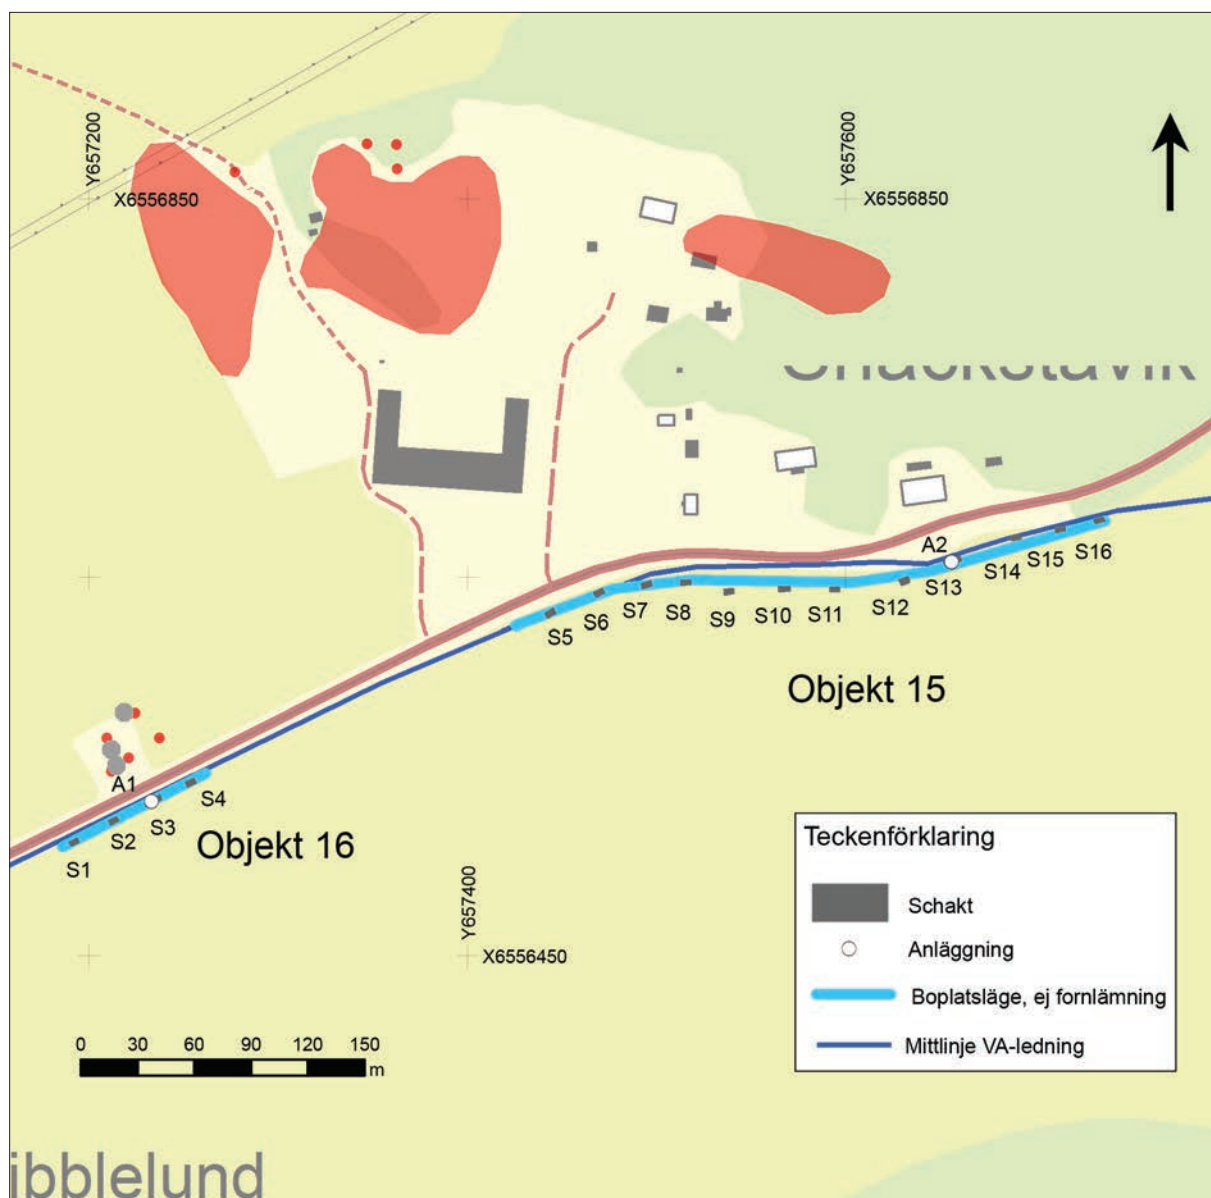 Y657200
Y657600
X6556850
X6556850
A2
S16
S15
S14
S13
S12
S11
S10
S9
S8
S7
S6
S5
Objekt 15
A1
S4
S3
S2
S1
Objekt 16
Y657400
X6556450
Teckenförklaring
Schakt
Anläggning
Boplatsläge, ej fornlämning
Mittlinje VA-ledning
0 30 60 90 120 150
m
ibblelund